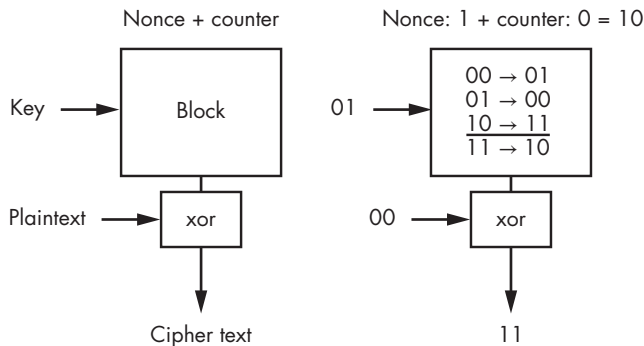 Nonce + counter
Key
Block
Plaintext
xor
Cipher text
Nonce: 1 + counter: 0 = 10
01
00 → 01
01 → 00
10 → 11
11 → 10
00
xor
11